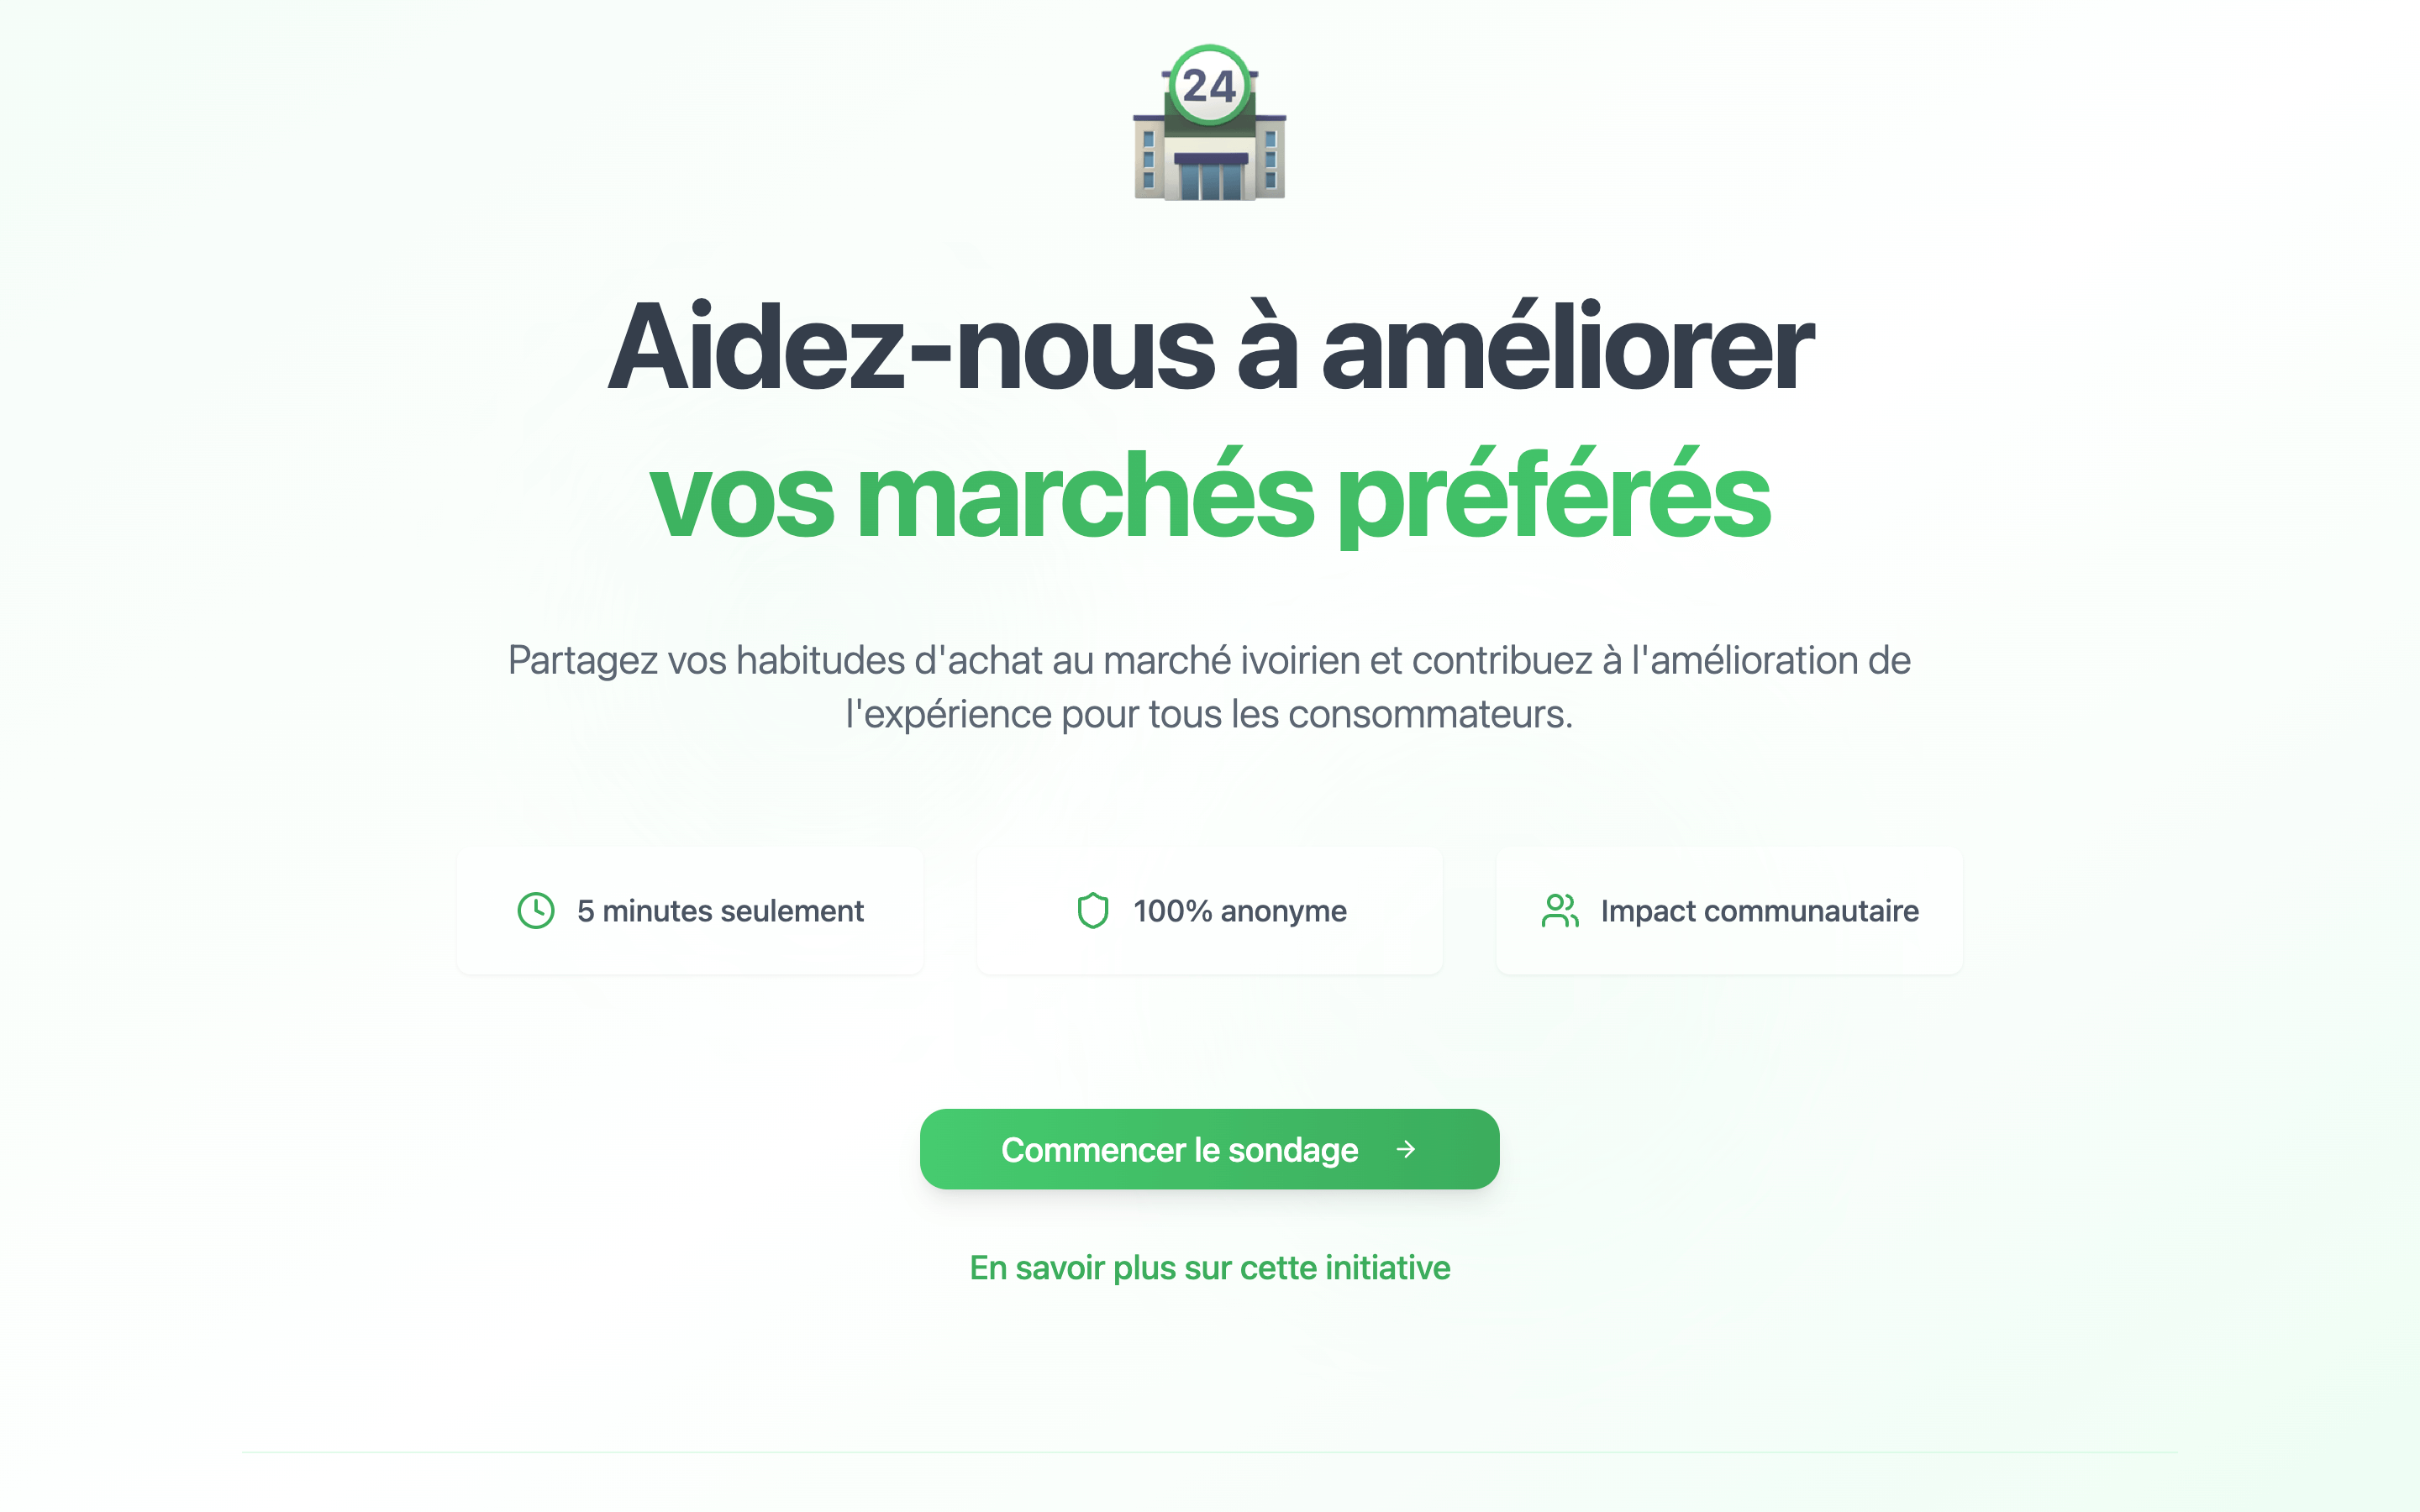 24
Aidez-nous à améliorer
vos marchés préférés
Partagez vos habitudes d'achat au marché ivoirien et contribuez à l'amélioration de
l'expérience pour tous les consommateurs.
5 minutes seulement
100% anonyme
Impact communautaire
Commencer le sondage
En savoir plus sur cette initiative